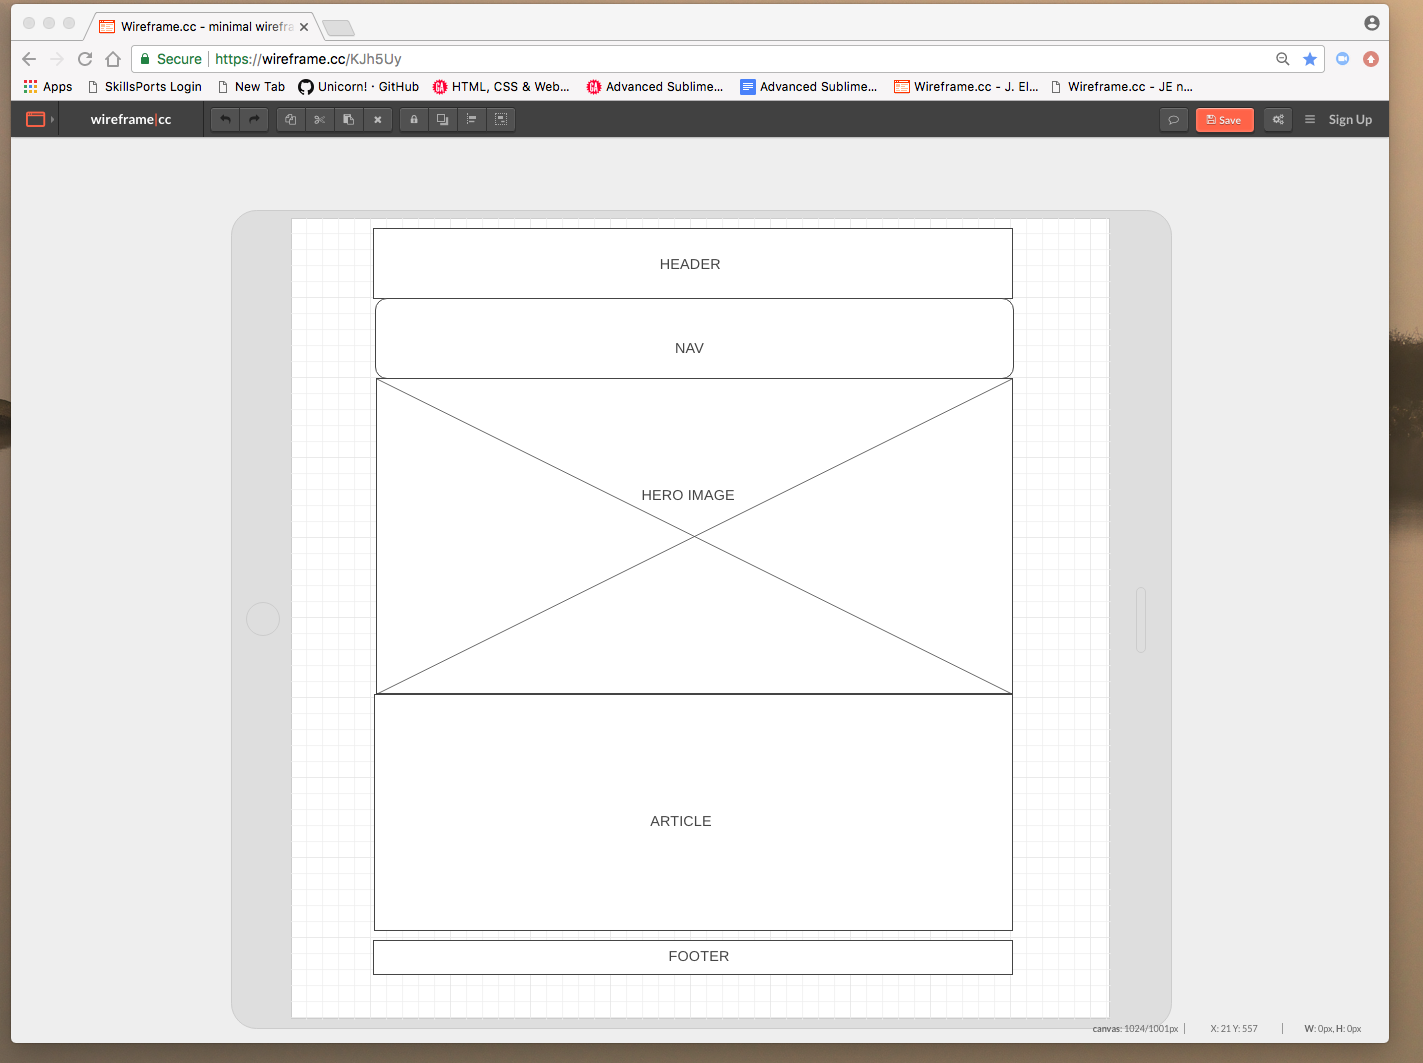 Wireframe.cc - minimal wirefra
Secure https://wireframe.cc/KJh5Uy
Apps SkillsPorts Login New Tab Unicorn! · GitHub HTML, CSS & Web... Advanced Sublime... Advanced Sublime... Wireframe.cc - J. El... Wireframe.cc - JE n...
wireframe|cc Save Sign Up
HEADER
NAV
HERO IMAGE
ARTICLE
FOOTER
canvas: 1024/1001px X: 21 Y: 557 W: 0px, H: 0px